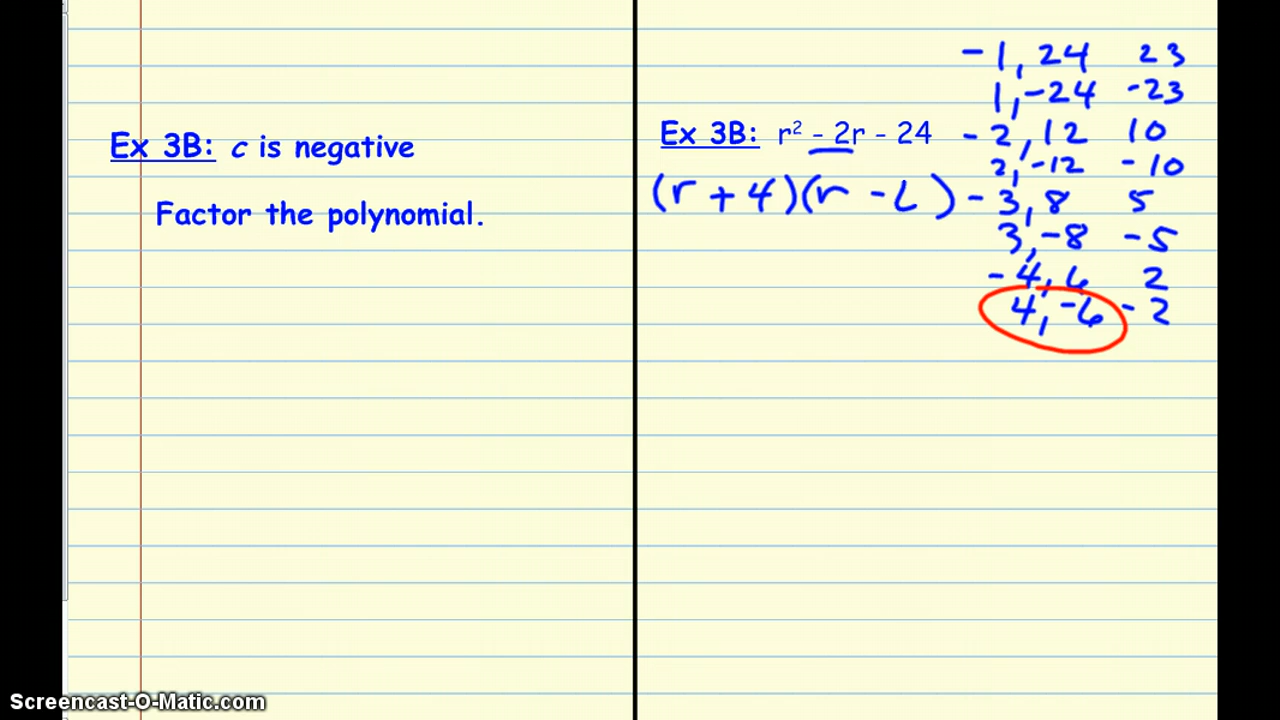 Ex 3B: c is negative
Factor the polynomial.
Ex 3B: r² - 2r - 24
(r + 4)(r - )
-1, 24 23
1, -24 -23
-2, 12 10
2, -12 -10
-3, 8 5
3, -8 -5
-4, 6 2
4, -6 -2
Screencast-O-Matic.com